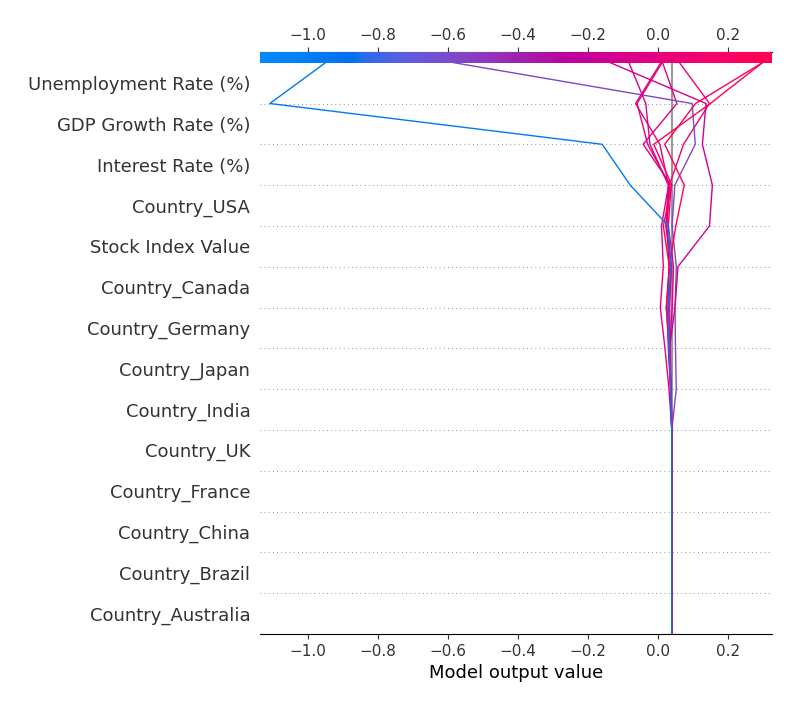 −1.0 −0.8 −0.6 −0.4 −0.2 0.0 0.2
Unemployment Rate (%)
GDP Growth Rate (%)
Interest Rate (%)
Country_USA
Stock Index Value
Country_Canada
Country_Germany
Country_Japan
Country_India
Country_UK
Country_France
Country_China
Country_Brazil
Country_Australia
−1.0 −0.8 −0.6 −0.4 −0.2 0.0 0.2
Model output value